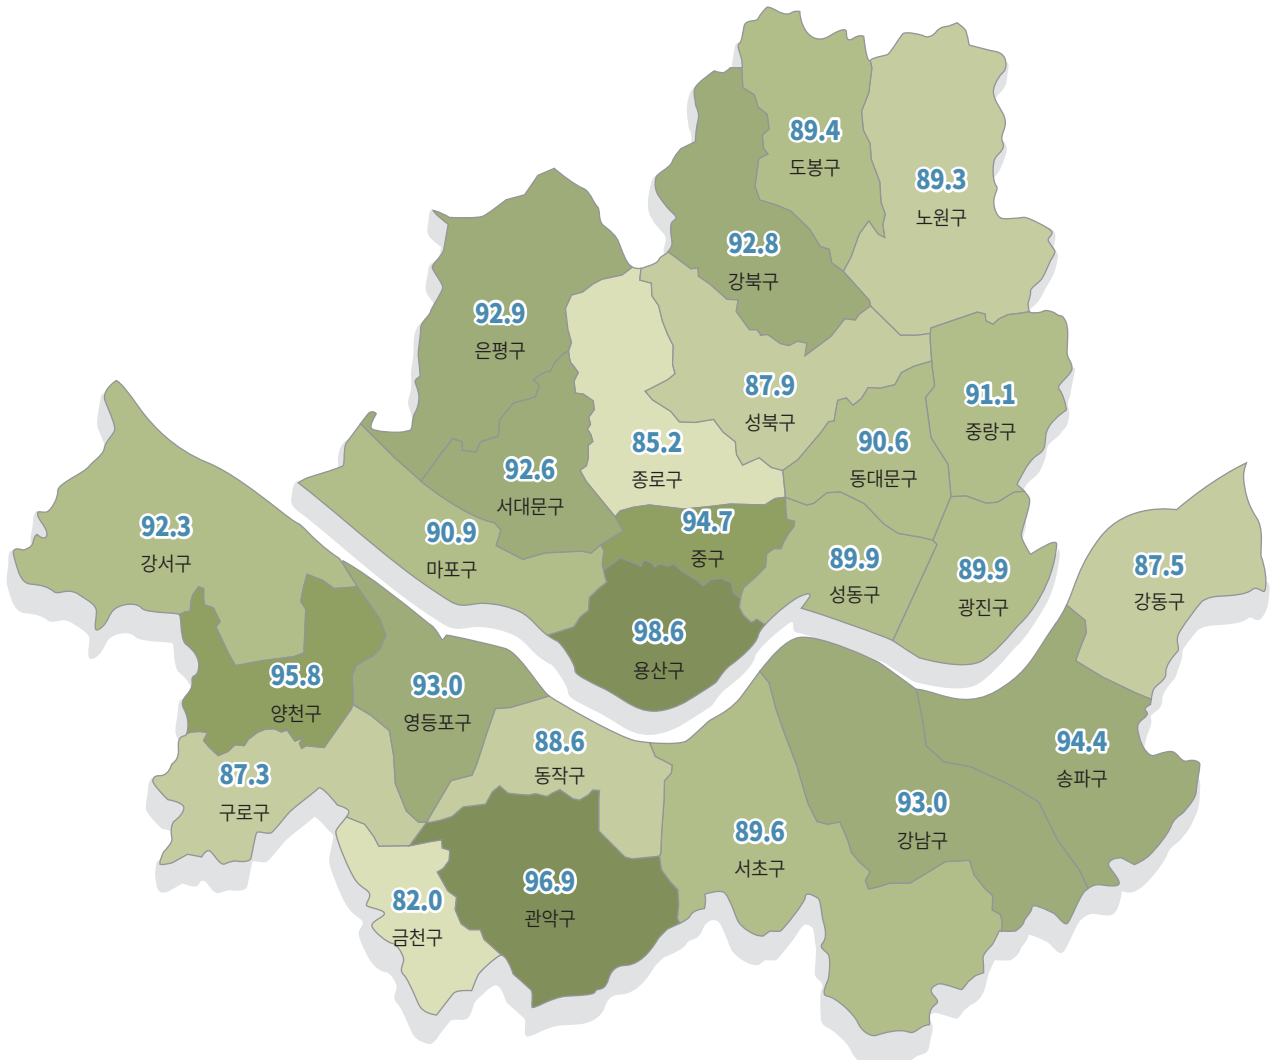 89.4
도봉구
89.3
노원구
92.8
강북구
92.9
은평구
87.9
성북구
91.1
중랑구
85.2
종로구
90.6
동대문구
92.6
서대문구
94.7
중구
92.3
강서구
90.9
마포구
89.9
성동구
89.9
광진구
87.5
강동구
98.6
용산구
95.8
양천구
93.0
영등포구
88.6
동작구
94.4
송파구
87.3
구로구
93.0
강남구
89.6
서초구
96.9
관악구
82.0
금천구